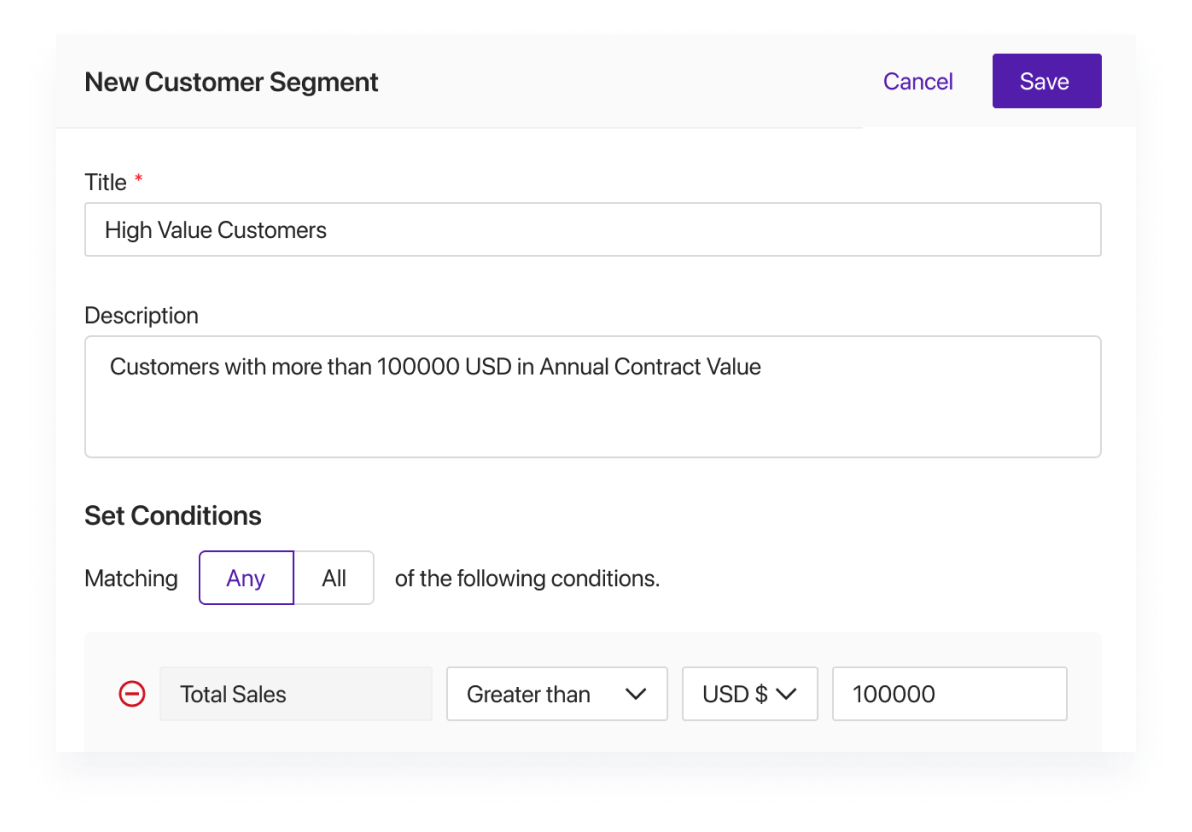 New Customer Segment Cancel Save
Title *
High Value Customers
Description
Customers with more than 100000 USD in Annual Contract Value
Set Conditions
Matching Any All of the following conditions.
Total Sales Greater than USD $ 100000